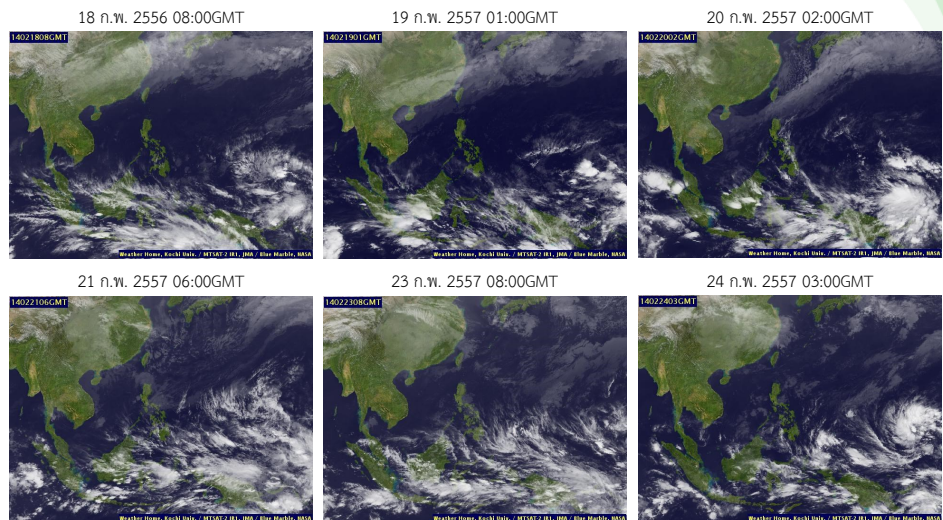 18 ก.พ. 2556 08:00GMT
19 ก.พ. 2557 01:00GMT
20 ก.พ. 2557 02:00GMT
14021808GMT
14021901GMT
14022002GMT
Weather Home, Kochi Univ. / MTSAT-2 IR1, JMA / Blue Marble, NASA
Weather Home, Kochi Univ. / MTSAT-2 IR1, JMA / Blue Marble, NASA
Weather Home, Kochi Univ. / MTSAT-2 IR1, JMA / Blue Marble, NASA
21 ก.พ. 2557 06:00GMT
23 ก.พ. 2557 08:00GMT
24 ก.พ. 2557 03:00GMT
14022106GMT
14022308GMT
14022403GMT
Weather Home, Kochi Univ. / MTSAT-2 IR1, JMA / Blue Marble, NASA
Weather Home, Kochi Univ. / MTSAT-2 IR1, JMA / Blue Marble, NASA
Weather Home, Kochi Univ. / MTSAT-2 IR1, JMA / Blue Marble, NASA